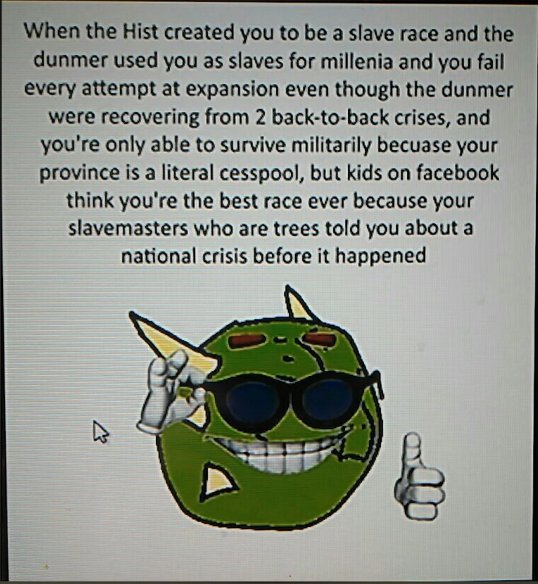 When the Hist created you to be a slave race and the
dunmer used you as slaves for millenia and you fail
every attempt at expansion even though the dunmer
were recovering from 2 back-to-back crises, and
you're only able to survive militarily becuase your
province is a literal cesspool, but kids on facebook
think you're the best race ever because your
slavemasters who are trees told you about a
national crisis before it happened